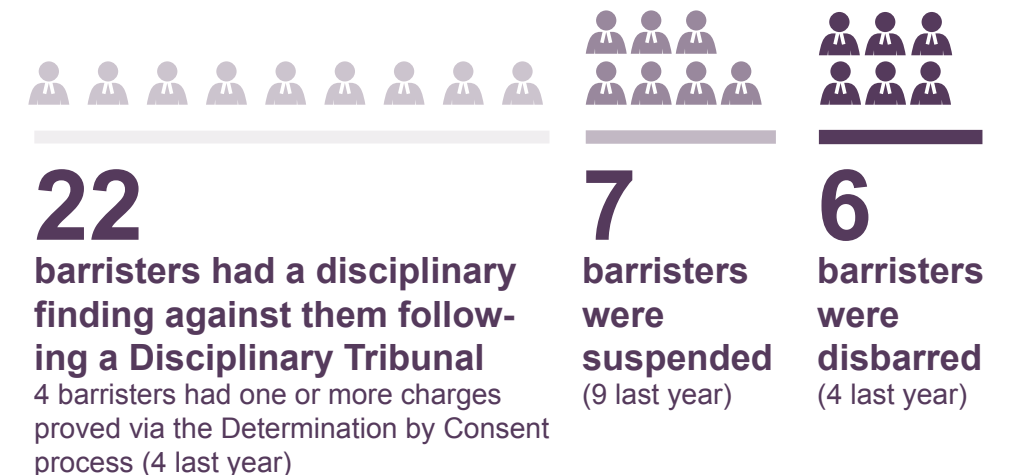 22
barristers had a disciplinary
finding against them follow-
ing a Disciplinary Tribunal
4 barristers had one or more charges
proved via the Determination by Consent
process (4 last year)
7
barristers
were
suspended
(9 last year)
6
barristers
were
disbarred
(4 last year)